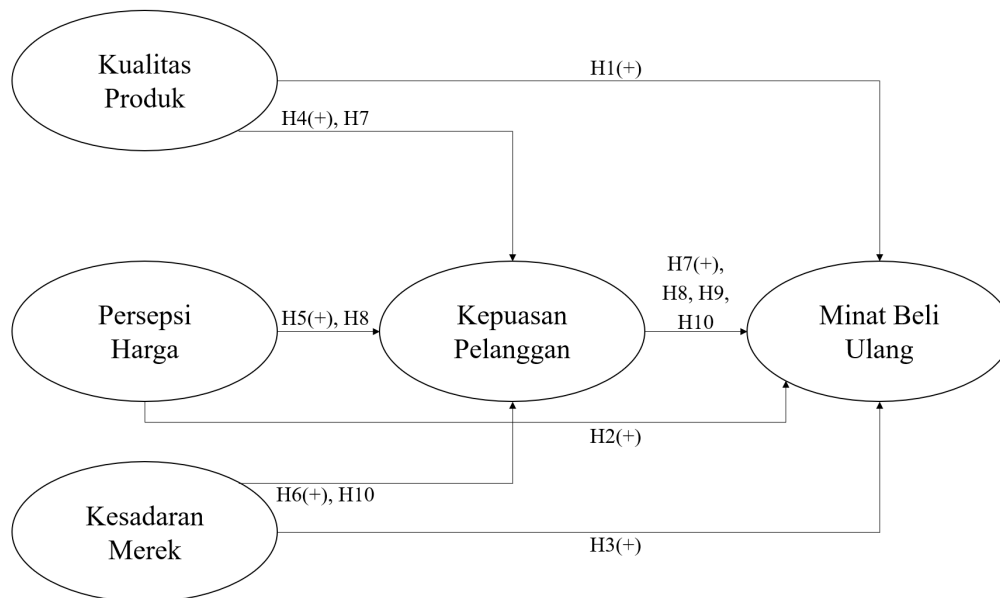 Kualitas
Produk
H1(+)
H4(+), H7
Persepsi
Harga
H5(+), H8
Kepuasan
Pelanggan
H7(+),
H8, H9,
H10
Minat Beli
Ulang
H2(+)
Kesadaran
Merek
H6(+), H10
H3(+)